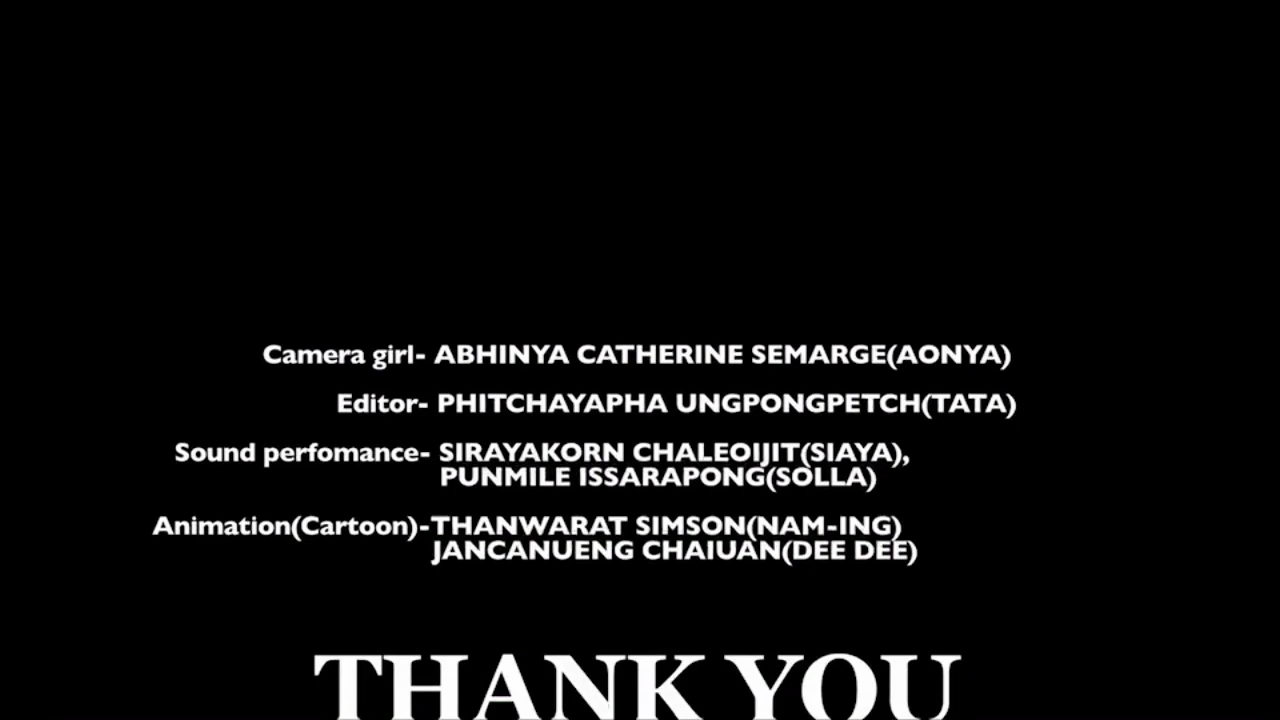 Camera girl- ABHINYA CATHERINE SEMARGE(AONYA)
Editor- PHITCHAYAPHA UNGPONGPETCH(TATA)
Sound perfomance- SIRAYAKORN CHALEOIJIT(SIAYA),
PUNMILE ISSARAPONG(SOLLA)
Animation(Cartoon)-THANWARAT SIMSON(NAM-ING)
JANCANUENG CHAIUAN(DEE DEE)
THANK YOU